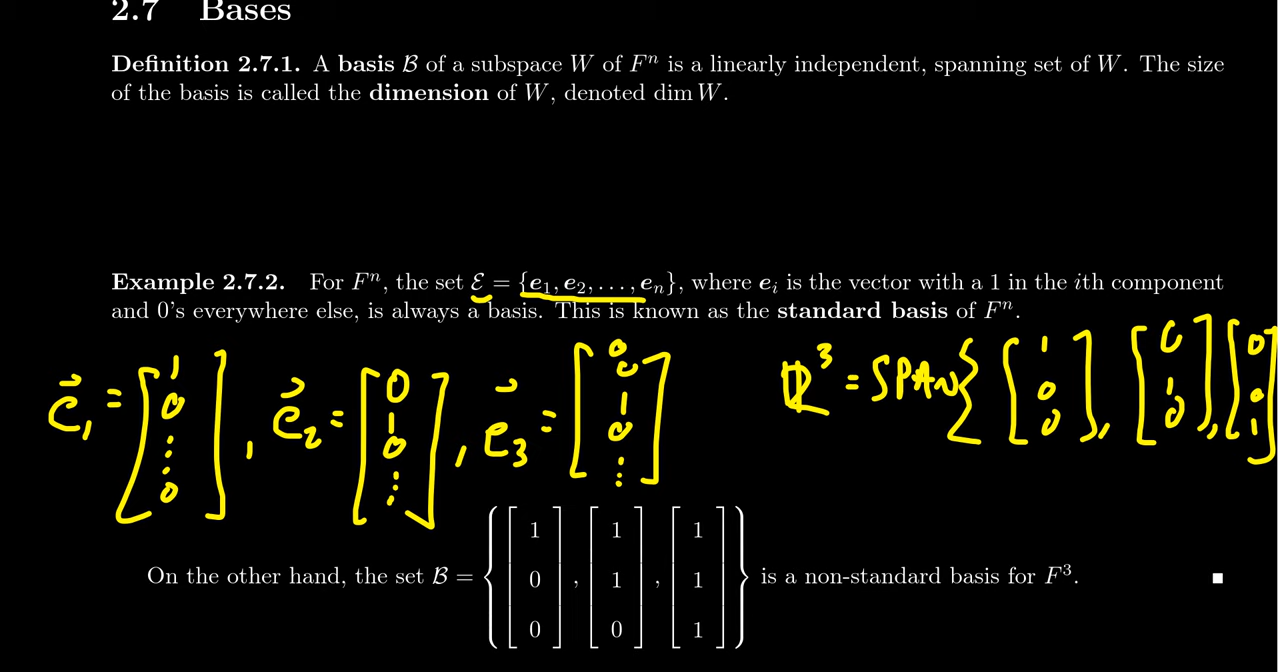 2.7 Bases
Definition 2.7.1. A basis ℬ of a subspace W of Fⁿ is a linearly independent, spanning set of W. The size
of the basis is called the dimension of W, denoted dim W.
Example 2.7.2. For Fⁿ, the set ℰ = {e₁, e₂, …, eₙ}, where eᵢ is the vector with a 1 in the ith component
and 0's everywhere else, is always a basis. This is known as the standard basis of Fⁿ.
e⃗₁ = [1 0 ⋮ 0], e⃗₂ = [0 1 0 ⋮], e⃗₃ = [0 0 1 0 ⋮]
ℝ³ = SPAN{[1 0 0], [0 1 0], [0 0 1]
On the other hand, the set ℬ = {[1 0 0], [1 1 0], [1 1 1]} is a non-standard basis for F³. ■